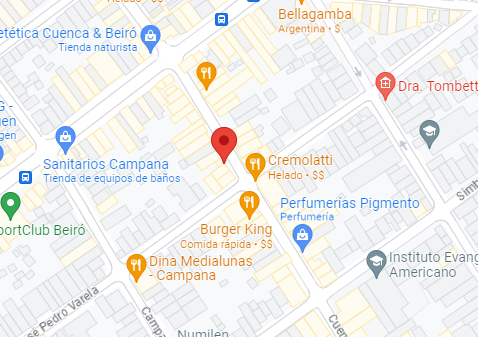 Helado • $$
Bellagamba
Argentina • $
etética Cuenca & Beiró
Tienda naturista
Dra. Tombett
G -
gen
gen
Sanitarios Campana
Tienda de equipos de baños
Cremolatti
Helado • $$
Perfumerías Pigmento
Perfumería
Simb
portClub Beiró
Burger King
Comida rápida • $$
Dina Medialunas
- Campana
Instituto Evang
Americano
sé Pedro Varela
Campa
Numilen
Cuen